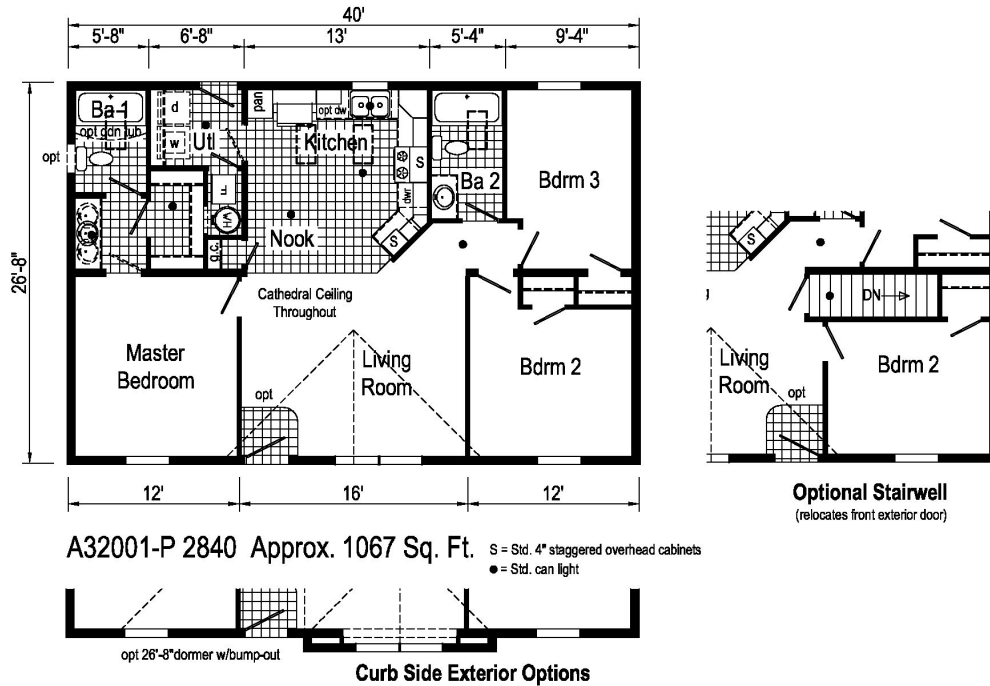 40'
5'-8" 6'-8" 13' 5'-4" 9'-4"
26'-8"
Ba-1
opt gdn tub
opt
d
w
Utl
pan
opt dw
Kitchen
S
dwr
S
Nook
F
WH
g.c.
Ba 2
Bdrm 3
Cathedral Ceiling
Throughout
Master
Bedroom
Living
Room
Bdrm 2
opt
12' 16' 12'
S
DN
Living
Room
Bdrm 2
opt
Optional Stairwell
(relocates front exterior door)
A32001-P 2840 Approx. 1067 Sq. Ft.
S = Std. 4" staggered overhead cabinets
● = Std. can light
opt 26'-8"dormer w/bump-out
Curb Side Exterior Options